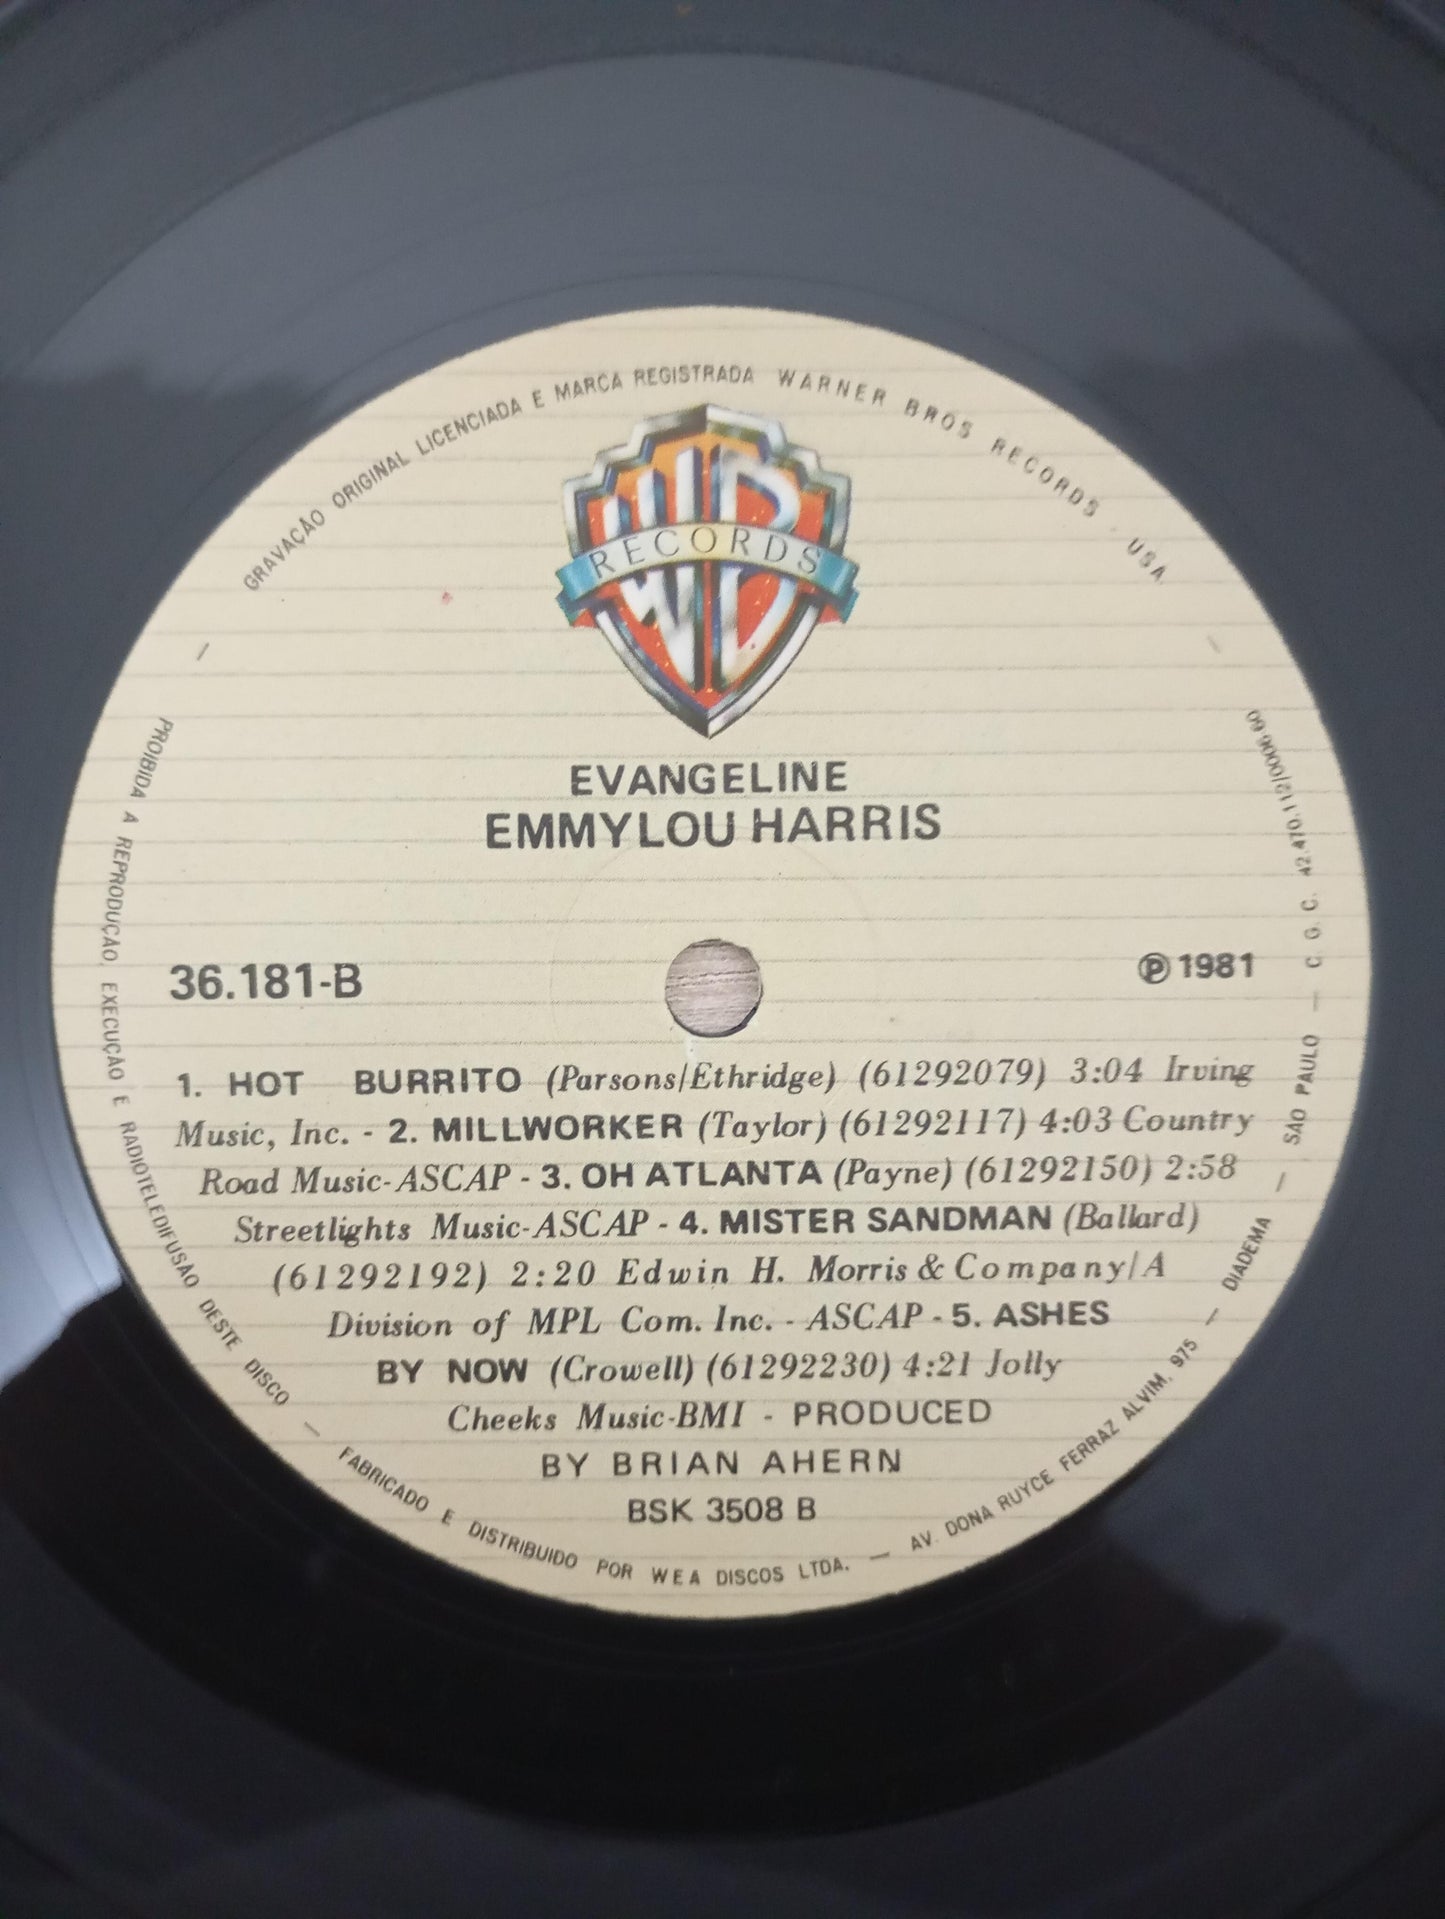 GRAVAÇÃO ORIGINAL LICENCIADA E MARCA REGISTRADA WARNER BROS RECORDS USA
WB
RECORDS
EVANGELINE
EMMYLOU HARRIS
36.181-B
℗ 1981
1. HOT BURRITO (Parsons/Ethridge) (61292079) 3:04 Irving
Music, Inc. - 2. MILLWORKER (Taylor) (61292117) 4:03 Country
Road Music-ASCAP - 3. OH ATLANTA (Payne) (61292150) 2:58
Streetlights Music-ASCAP - 4. MISTER SANDMAN (Ballard)
(61292192) 2:20 Edwin H. Morris & Company/A
Division of MPL Com. Inc. - ASCAP - 5. ASHES
BY NOW (Crowell) (61292230) 4:21 Jolly
Cheeks Music-BMI - PRODUCED
BY BRIAN AHERN
BSK 3508 B
— PROIBIDA A REPRODUÇÃO, EXECUÇÃO E RADIOTELEDIFUSÃO DESTE DISCO — FABRICADO E DISTRIBUIDO POR WEA DISCOS LTDA. — AV. DONA RUYCE FERRAZ ALVIM, 975 — DIADEMA — SÃO PAULO — C. G. C. 42.470.112/0006-60 —